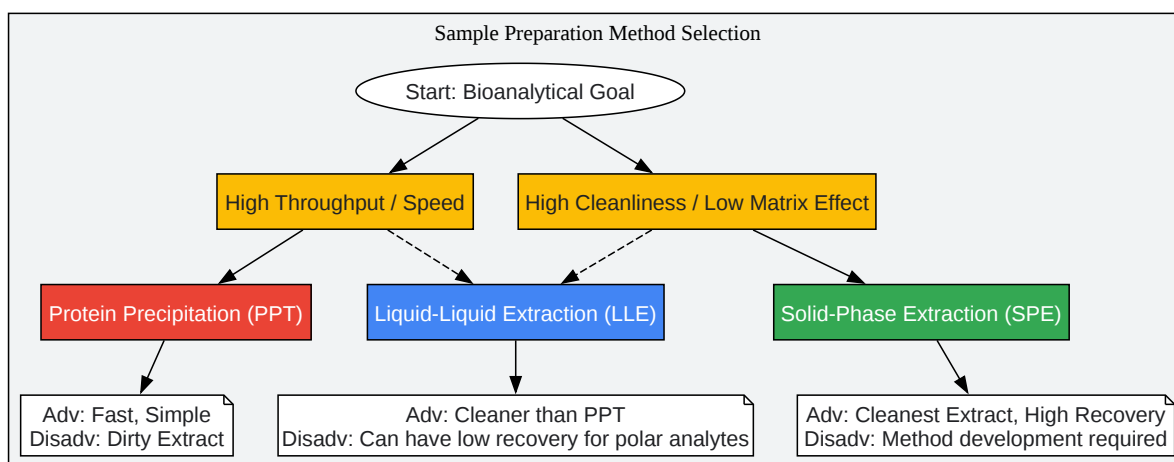 Sample Preparation Method Selection
Start: Bioanalytical Goal
High Throughput / Speed
High Cleanliness / Low Matrix Effect
Protein Precipitation (PPT)
Liquid-Liquid Extraction (LLE)
Solid-Phase Extraction (SPE)
Adv: Fast, Simple
Disadv: Dirty Extract
Adv: Cleaner than PPT
Disadv: Can have low recovery for polar analytes
Adv: Cleanest Extract, High Recovery
Disadv: Method development required